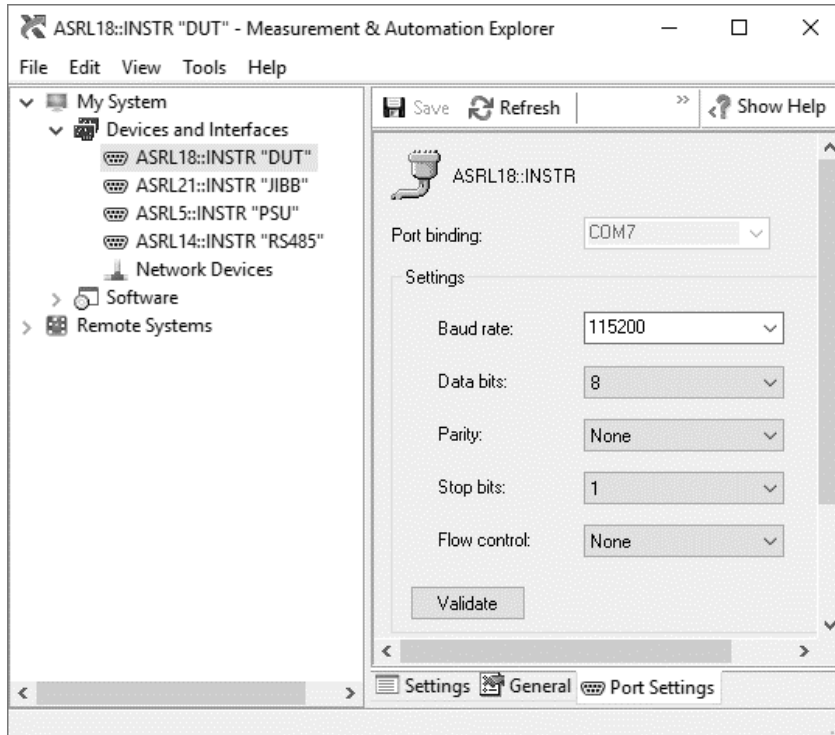 ASRL18::INSTR "DUT" - Measurement & Automation Explorer
File Edit View Tools Help
My System
Devices and Interfaces
ASRL18::INSTR "DUT"
ASRL21::INSTR "JIBB"
ASRL5::INSTR "PSU"
ASRL14::INSTR "RS485"
Network Devices
Software
Remote Systems
Save Refresh » Show Help
ASRL18::INSTR
Port binding: COM7
Settings
Baud rate: 115200
Data bits: 8
Parity: None
Stop bits: 1
Flow control: None
Validate
Settings General Port Settings